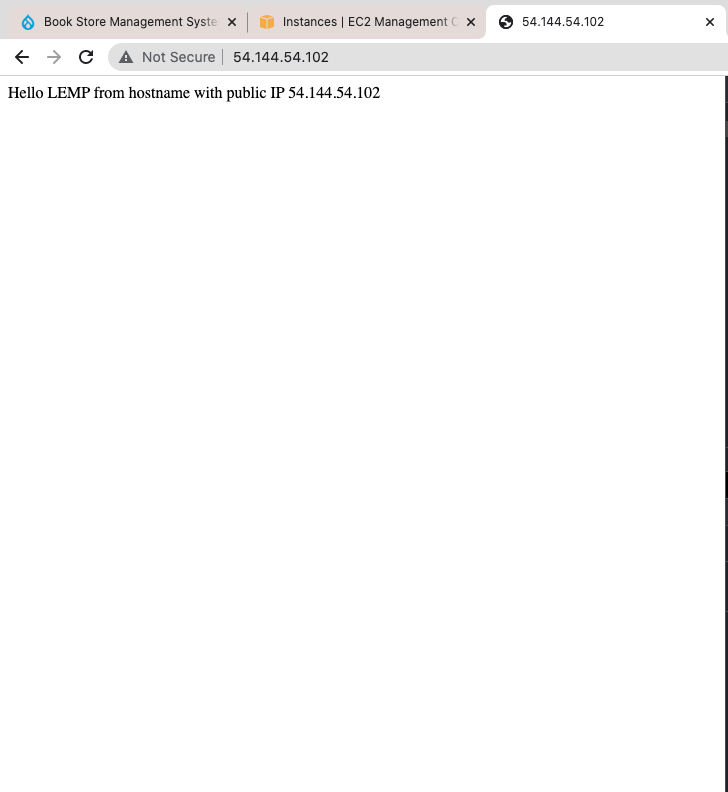 Book Store Management Syste
Instances | EC2 Management C
54.144.54.102
Not Secure
54.144.54.102
Hello LEMP from hostname with public IP 54.144.54.102